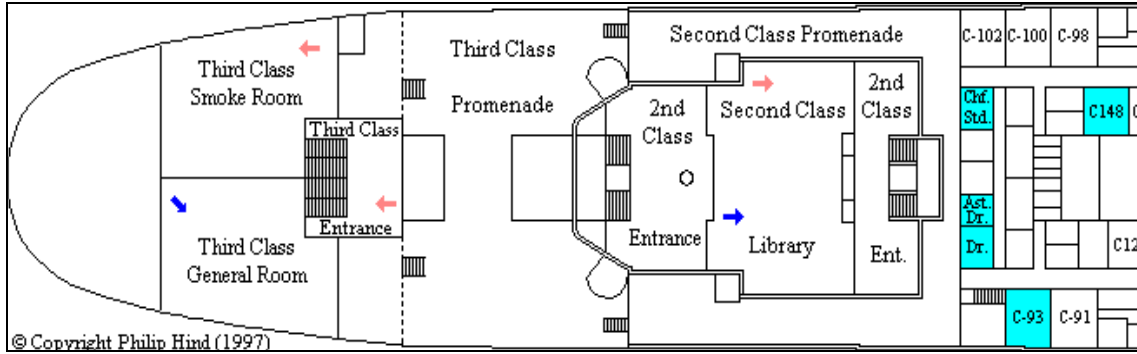 Third Class
Smoke Room
Third Class
Promenade
Second Class Promenade
C-102
C-100
C-98
2nd
Class
Second Class
2nd
Class
Chf.
Std.
C148
Third Class
Entrance
Third Class
General Room
Entrance
Library
Ent.
Ast.
Dr.
Dr.
C-93
C-91
© Copyright Philip Hind (1997)